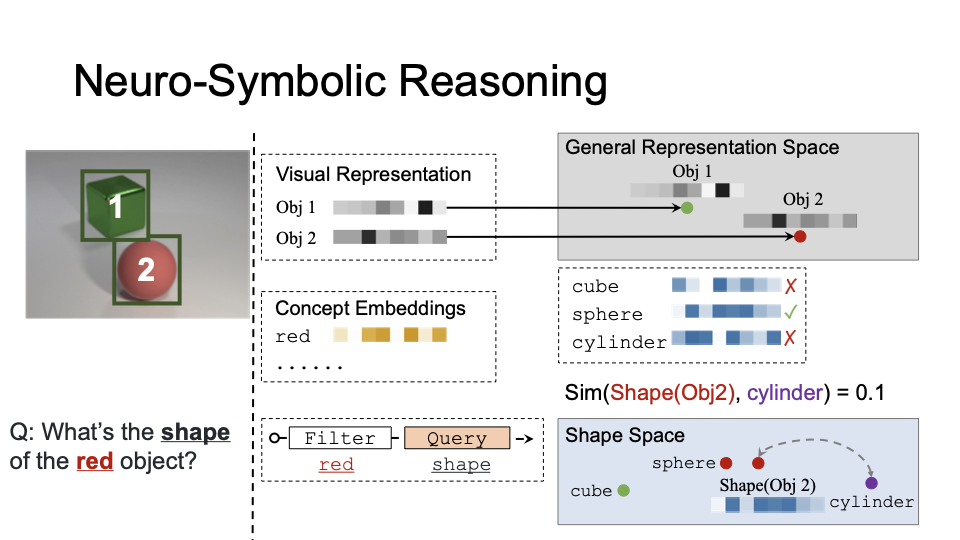 Neuro-Symbolic Reasoning
1
2
Q: What's the shape
of the red object?
Visual Representation
Obj 1
Obj 2
Concept Embeddings
red
······
Filter
Query
red
shape
General Representation Space
Obj 1
Obj 2
cube ✗
sphere ✓
cylinder ✗
Sim(Shape(Obj2), cylinder) = 0.1
Shape Space
sphere
Shape(Obj 2)
cube
cylinder